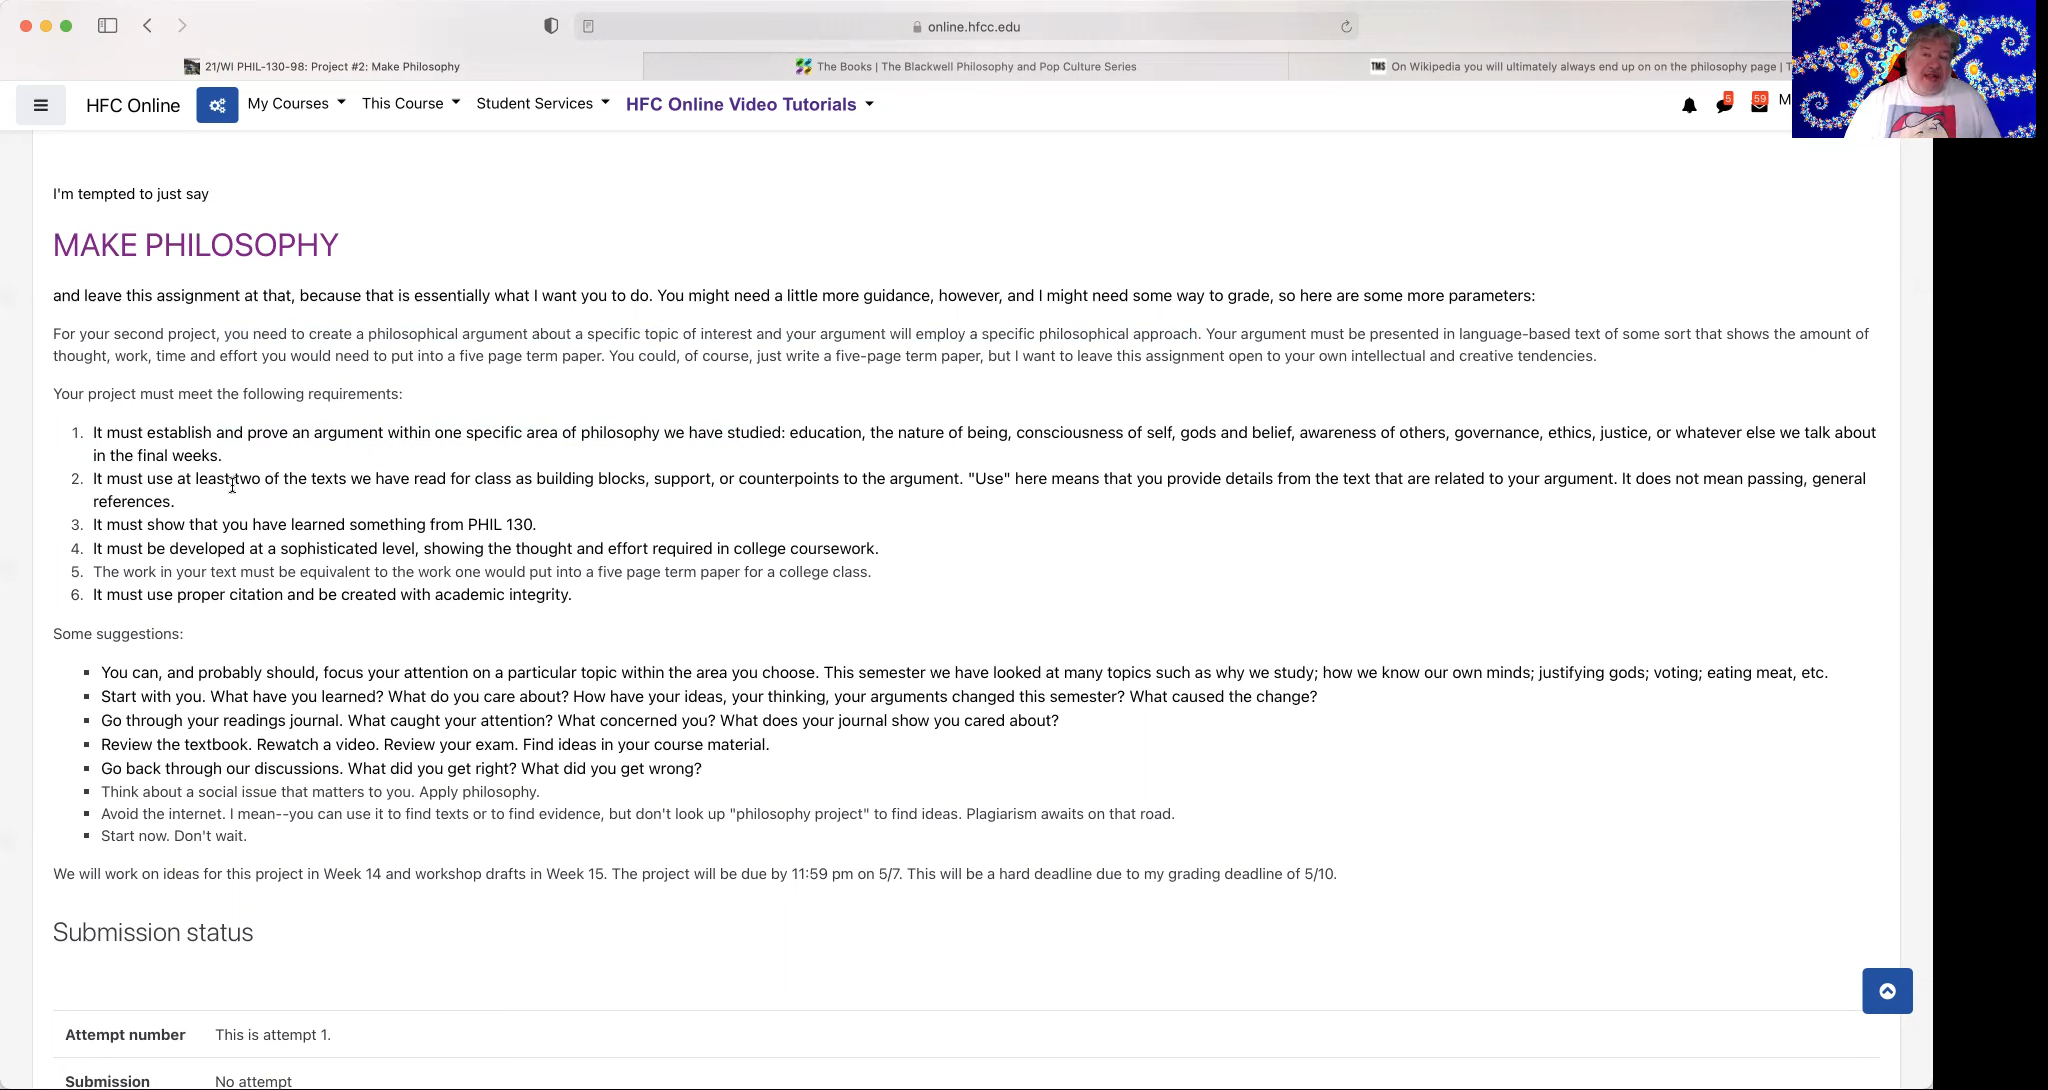 online.hfcc.edu
21/WI PHIL-130-98: Project #2: Make Philosophy
The Books | The Blackwell Philosophy and Pop Culture Series
TMS On Wikipedia you will ultimately always end up on on the philosophy page | T
HFC Online
My Courses
This Course
Student Services
HFC Online Video Tutorials
5
59
M
I'm tempted to just say
MAKE PHILOSOPHY
and leave this assignment at that, because that is essentially what I want you to do. You might need a little more guidance, however, and I might need some way to grade, so here are some more parameters:
For your second project, you need to create a philosophical argument about a specific topic of interest and your argument will employ a specific philosophical approach. Your argument must be presented in language-based text of some sort that shows the amount of
thought, work, time and effort you would need to put into a five page term paper. You could, of course, just write a five-page term paper, but I want to leave this assignment open to your own intellectual and creative tendencies.
Your project must meet the following requirements:
1. It must establish and prove an argument within one specific area of philosophy we have studied: education, the nature of being, consciousness of self, gods and belief, awareness of others, governance, ethics, justice, or whatever else we talk about
in the final weeks.
2. It must use at least two of the texts we have read for class as building blocks, support, or counterpoints to the argument. "Use" here means that you provide details from the text that are related to your argument. It does not mean passing, general
references.
3. It must show that you have learned something from PHIL 130.
4. It must be developed at a sophisticated level, showing the thought and effort required in college coursework.
5. The work in your text must be equivalent to the work one would put into a five page term paper for a college class.
6. It must use proper citation and be created with academic integrity.
Some suggestions:
▪ You can, and probably should, focus your attention on a particular topic within the area you choose. This semester we have looked at many topics such as why we study; how we know our own minds; justifying gods; voting; eating meat, etc.
▪ Start with you. What have you learned? What do you care about? How have your ideas, your thinking, your arguments changed this semester? What caused the change?
▪ Go through your readings journal. What caught your attention? What concerned you? What does your journal show you cared about?
▪ Review the textbook. Rewatch a video. Review your exam. Find ideas in your course material.
▪ Go back through our discussions. What did you get right? What did you get wrong?
▪ Think about a social issue that matters to you. Apply philosophy.
▪ Avoid the internet. I mean--you can use it to find texts or to find evidence, but don't look up "philosophy project" to find ideas. Plagiarism awaits on that road.
▪ Start now. Don't wait.
We will work on ideas for this project in Week 14 and workshop drafts in Week 15. The project will be due by 11:59 pm on 5/7. This will be a hard deadline due to my grading deadline of 5/10.
Submission status
Attempt number This is attempt 1.
Submission No attempt